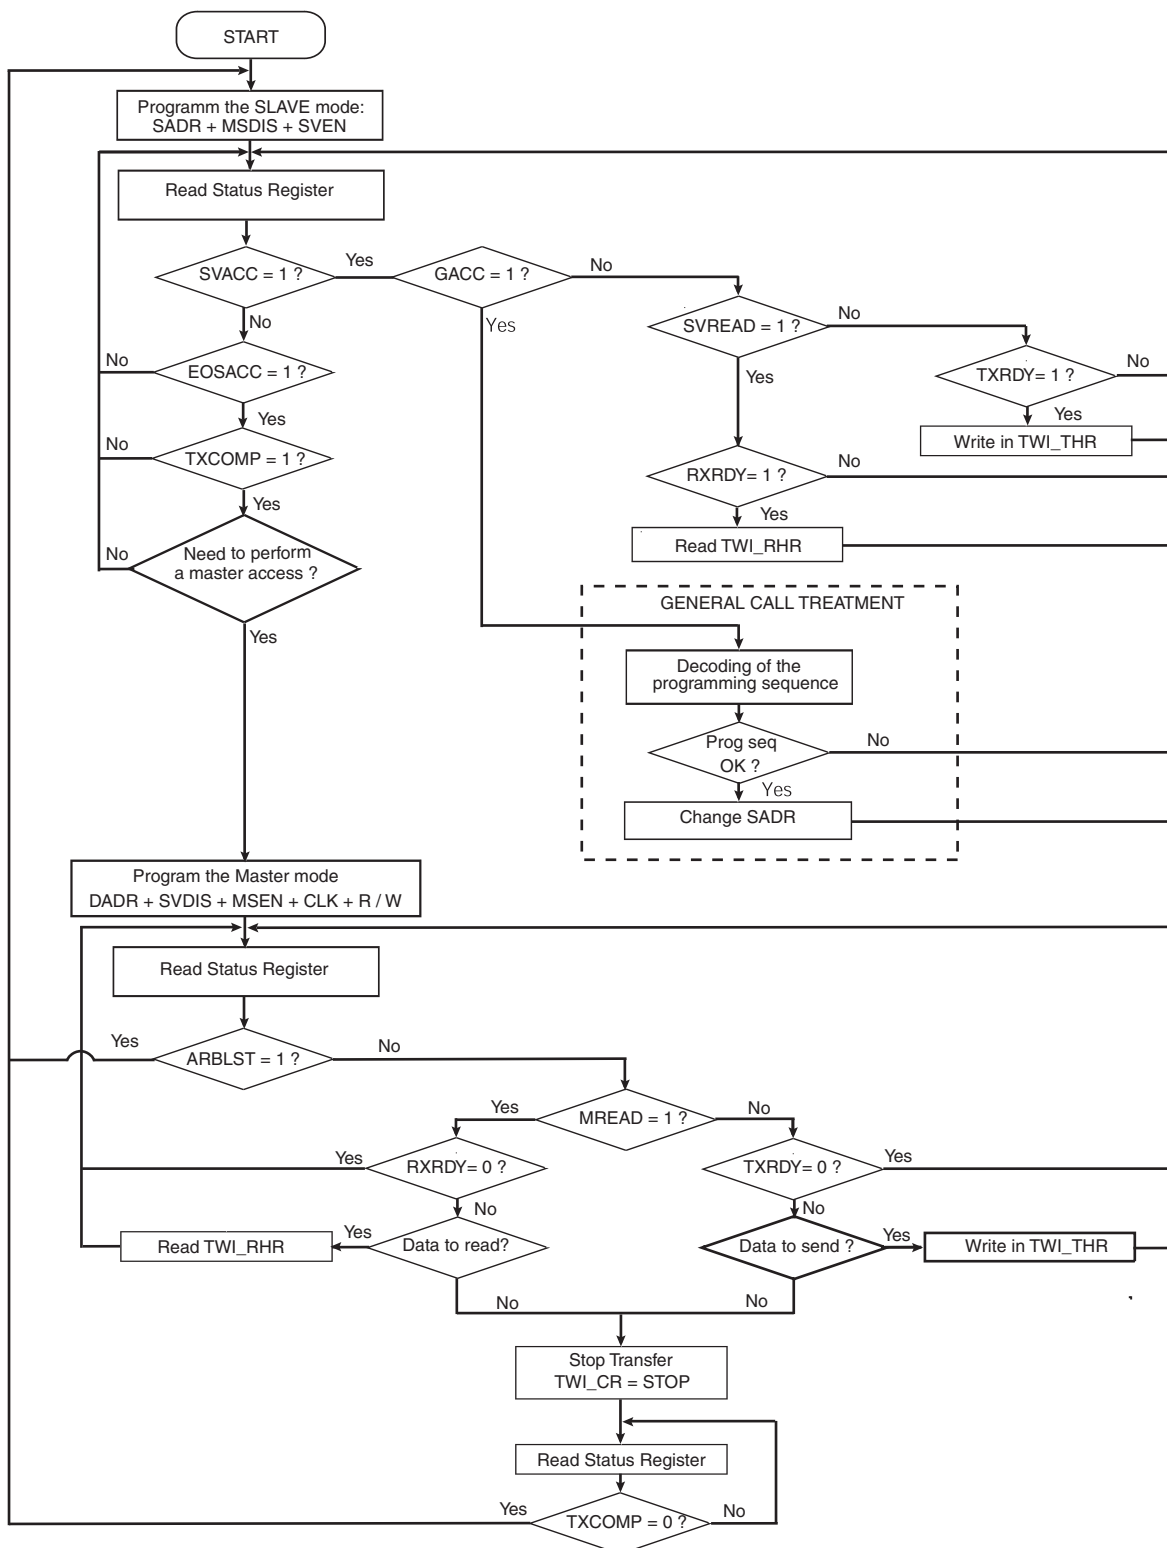 START
Programm the SLAVE mode:
SADR + MSDIS + SVEN
Read Status Register
SVACC = 1 ?
Yes
GACC = 1 ?
No
No
Yes
SVREAD = 1 ?
No
No
EOSACC = 1 ?
Yes
TXRDY= 1 ?
No
Yes
Yes
Write in TWI_THR
No
TXCOMP = 1 ?
RXRDY= 1 ?
No
Yes
Yes
No
Need to perform
a master access ?
Read TWI_RHR
Yes
GENERAL CALL TREATMENT
Decoding of the
programming sequence
Prog seq
OK ?
No
Yes
Change SADR
Program the Master mode
DADR + SVDIS + MSEN + CLK + R / W
Read Status Register
Yes
ARBLST = 1 ?
No
Yes
MREAD = 1 ?
No
Yes
RXRDY= 0 ?
TXRDY= 0 ?
Yes
No
No
Read TWI_RHR
Yes
Data to read?
Data to send ?
Yes
Write in TWI_THR
No
No
Stop Transfer
TWI_CR = STOP
Read Status Register
Yes
TXCOMP = 0 ?
No